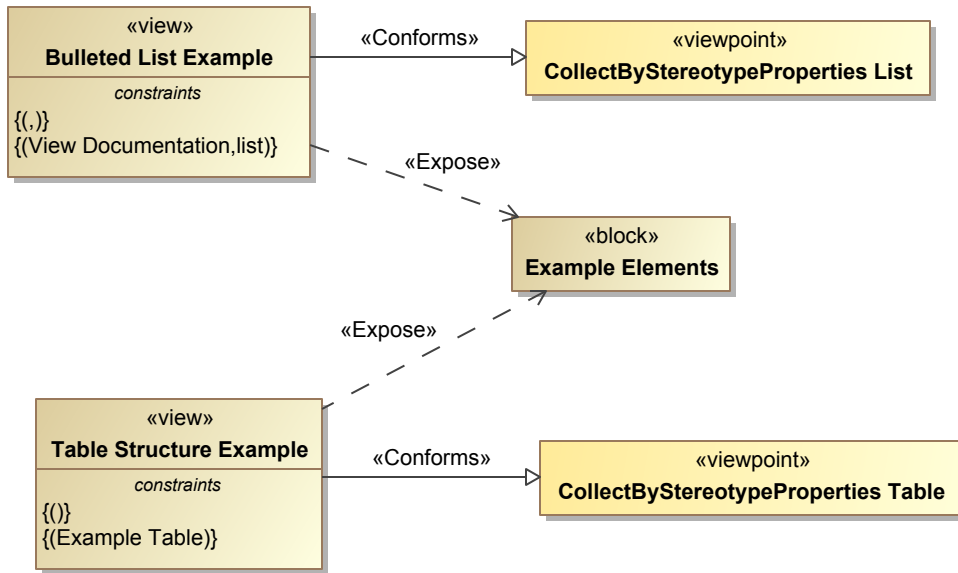 «view»
Bulleted List Example
constraints
{(,)}
{(View Documentation,list)}
«Conforms»
«viewpoint»
CollectByStereotypeProperties List
«Expose»
«block»
Example Elements
«Expose»
«view»
Table Structure Example
constraints
{()}
{(Example Table)}
«Conforms»
«viewpoint»
CollectByStereotypeProperties Table